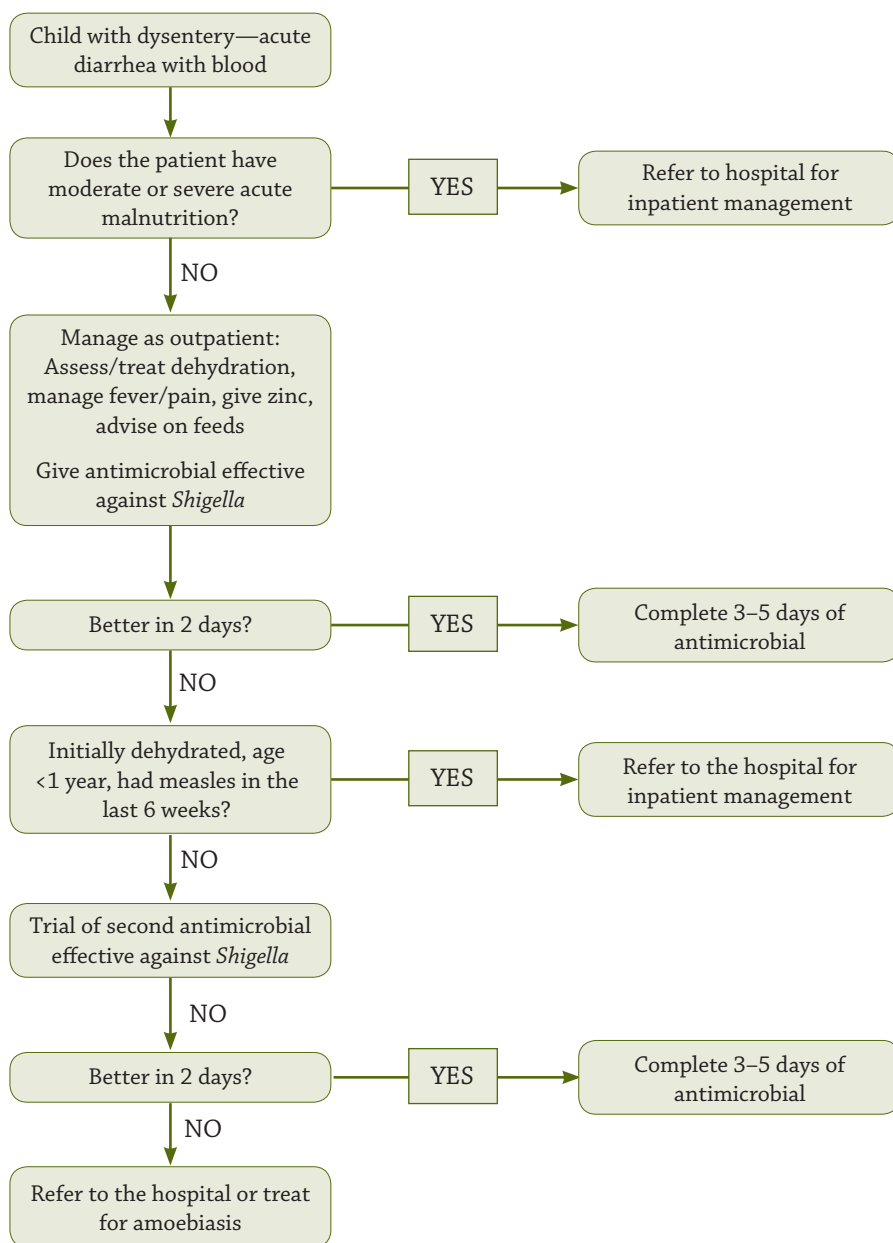 Child with dysentery—acute
diarrhea with blood
Does the patient have
moderate or severe acute
malnutrition?
YES
Refer to hospital for
inpatient management
NO
Manage as outpatient:
Assess/treat dehydration,
manage fever/pain, give zinc,
advise on feeds
Give antimicrobial effective
against Shigella
Better in 2 days?
YES
Complete 3–5 days of
antimicrobial
NO
Initially dehydrated, age
<1 year, had measles in the
last 6 weeks?
YES
Refer to the hospital for
inpatient management
NO
Trial of second antimicrobial
effective against Shigella
NO
Better in 2 days?
YES
Complete 3–5 days of
antimicrobial
NO
Refer to the hospital or treat
for amoebiasis